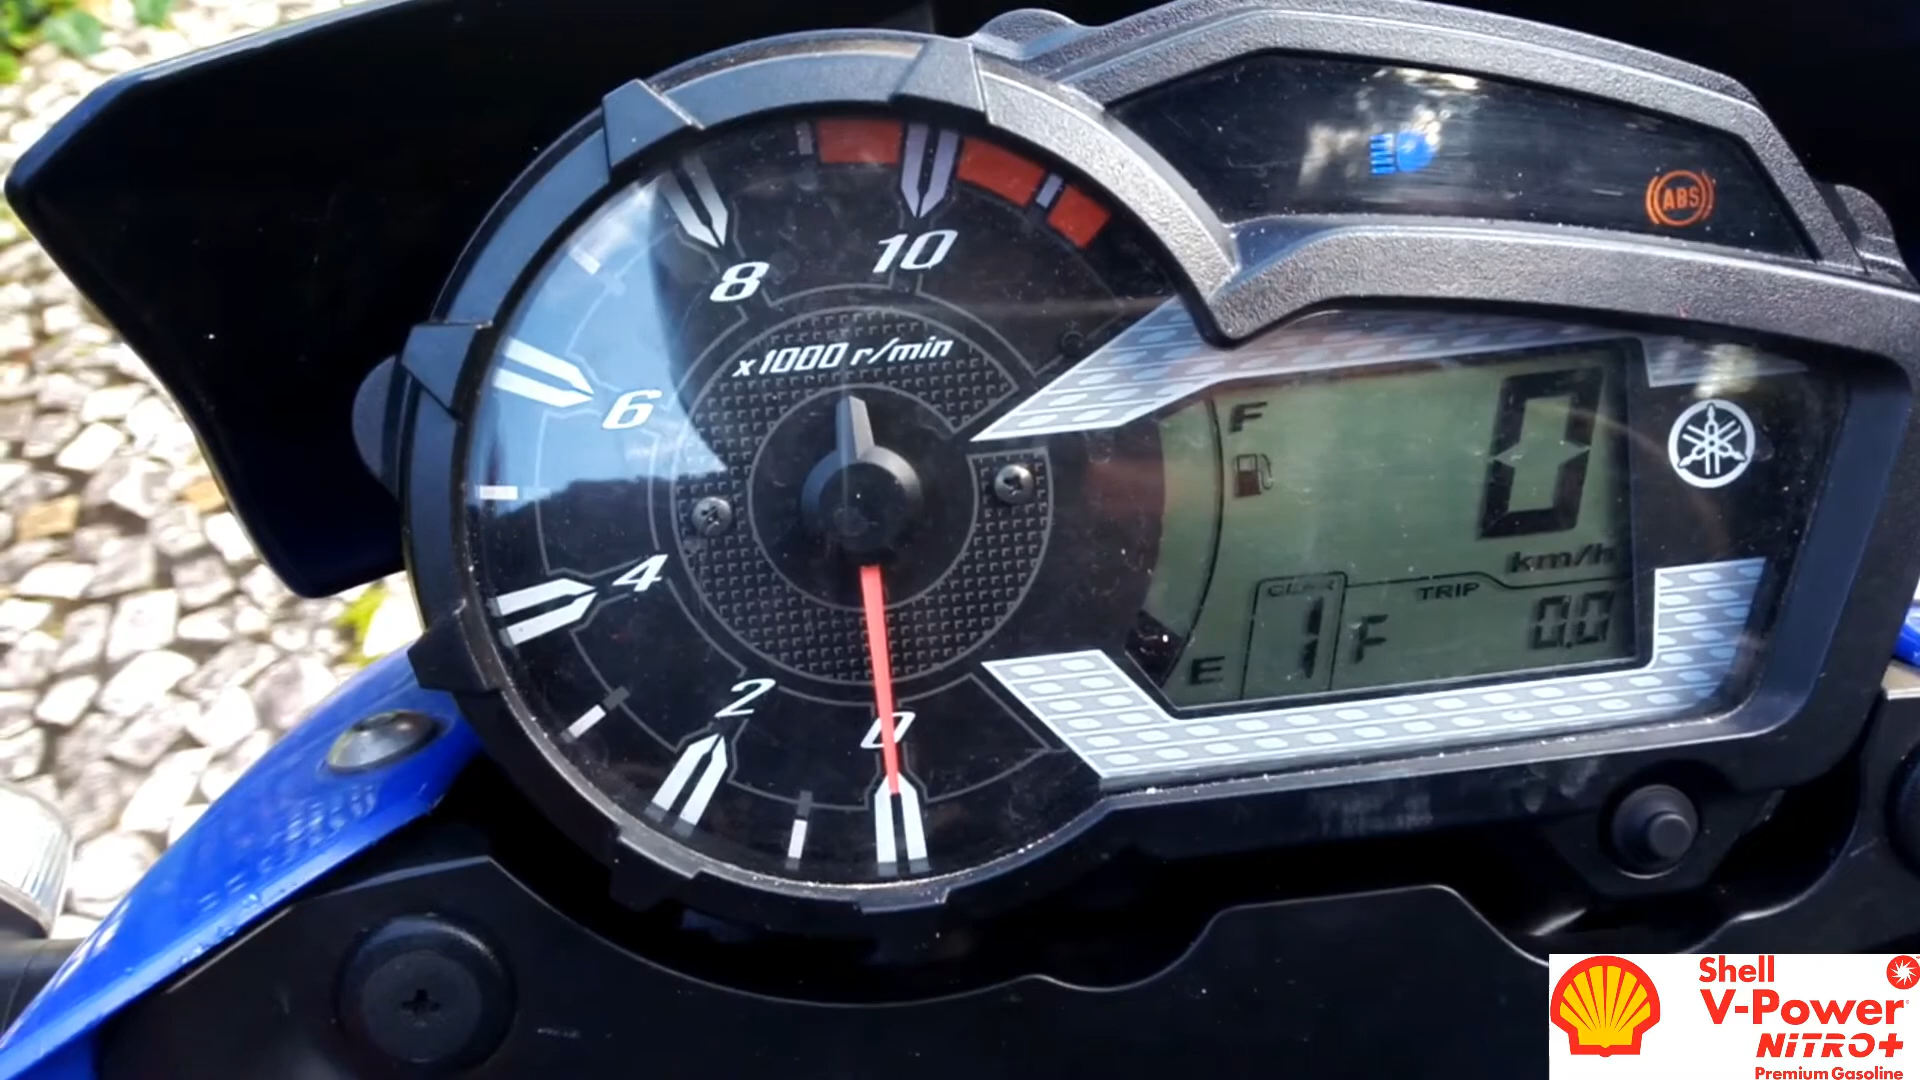 10
8
x1000 r/min
6
4
2
0
ABS
F
0
km/h
CLEAR
TRIP
E
1
F
0.0
Shell
V-Power
NiTRO+
Premium Gasoline